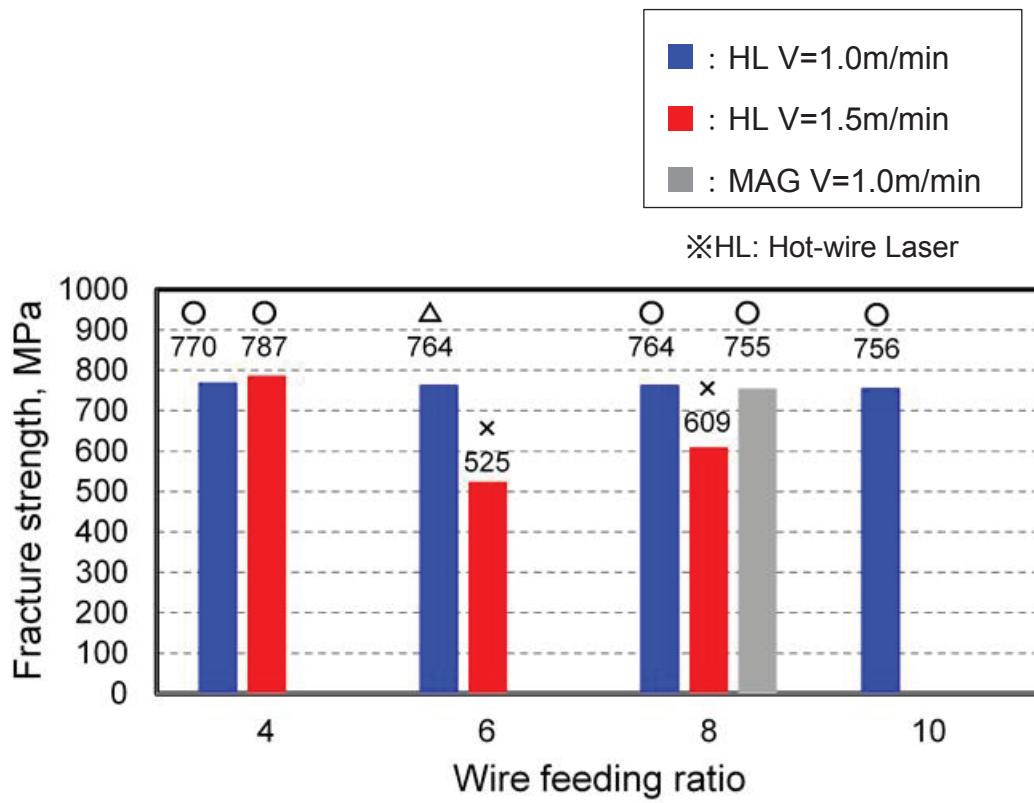 : HL V=1.0m/min
: HL V=1.5m/min
: MAG V=1.0m/min
※HL: Hot-wire Laser
Fracture strength, MPa
1000
900
800
700
600
500
400
300
200
100
0
○ ○ △ ○ ○ ○
770 787 764 764 755 756
× ×
525 609
4 6 8 10
Wire feeding ratio